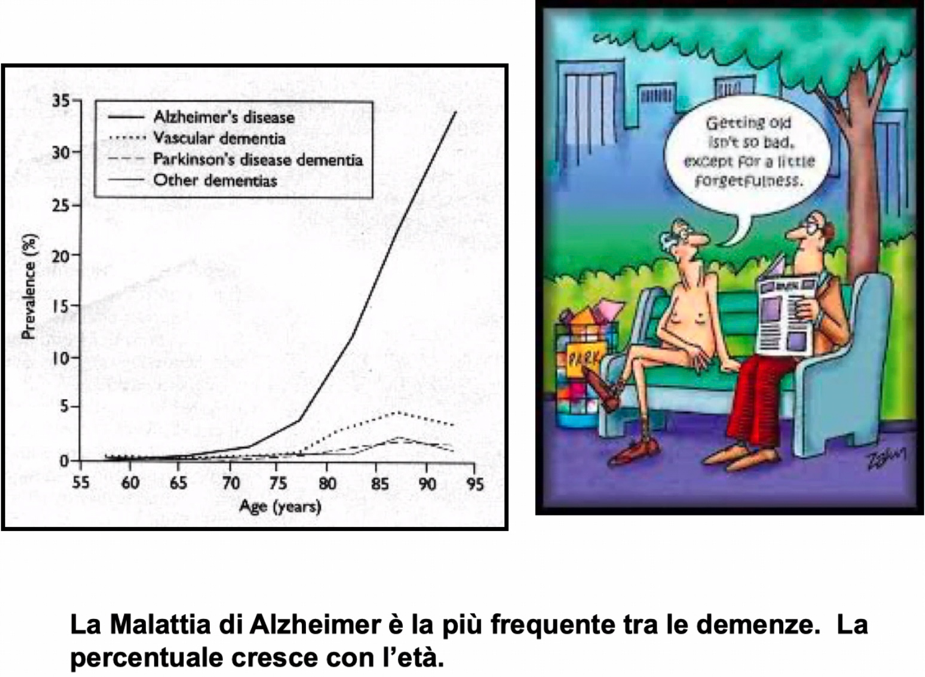 35
30
25
20
15
10
5
0
Prevalence (%)
Alzheimer's disease
Vascular dementia
Parkinson's disease dementia
Other dementias
55 60 65 70 75 80 85 90 95
Age (years)
Getting old
isn't so bad,
except for a little
forgetfulness.
PARK
La Malattia di Alzheimer è la più frequente tra le demenze. La
percentuale cresce con l'età.